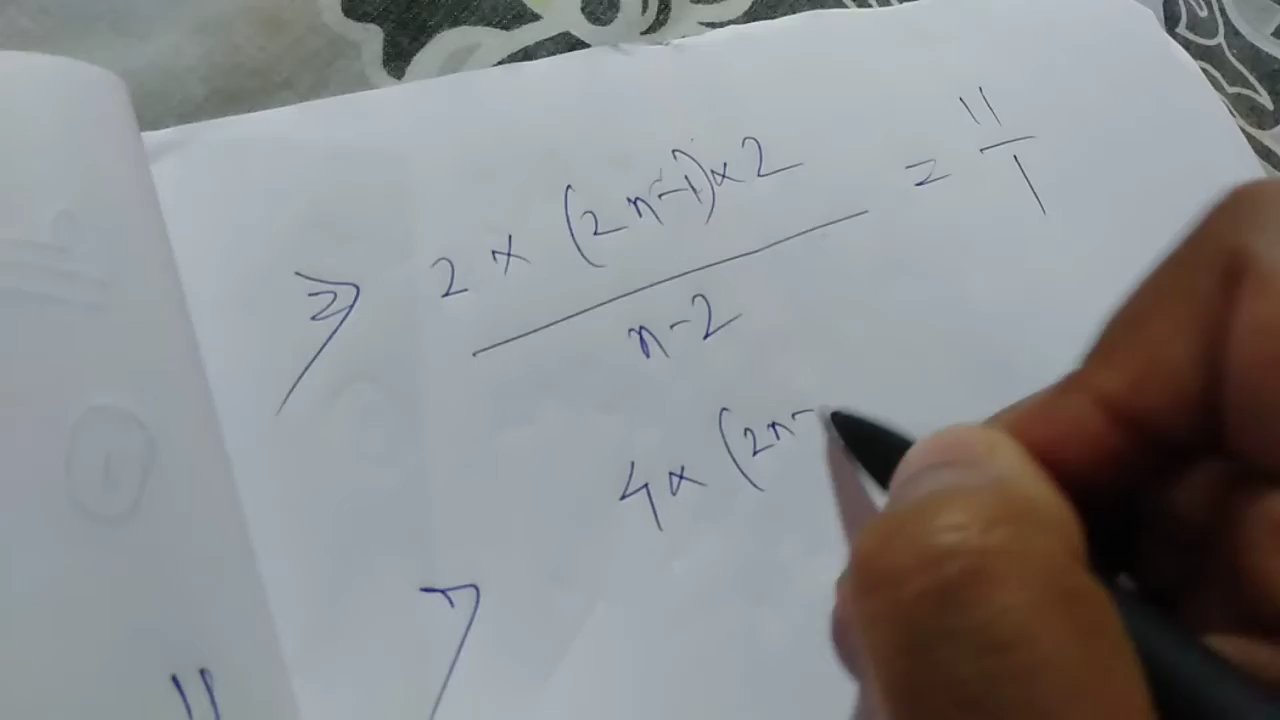 ⇒ 2 × (2n-1) × 2 / n-2 = 11/1
4 × (2n-
⇒
11